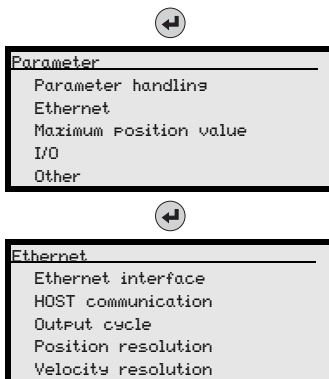 Parameter
Parameter handling
Ethernet
Maximum position value
I/O
Other
Ethernet
Ethernet interface
HOST communication
Output cycle
Position resolution
Velocity resolution